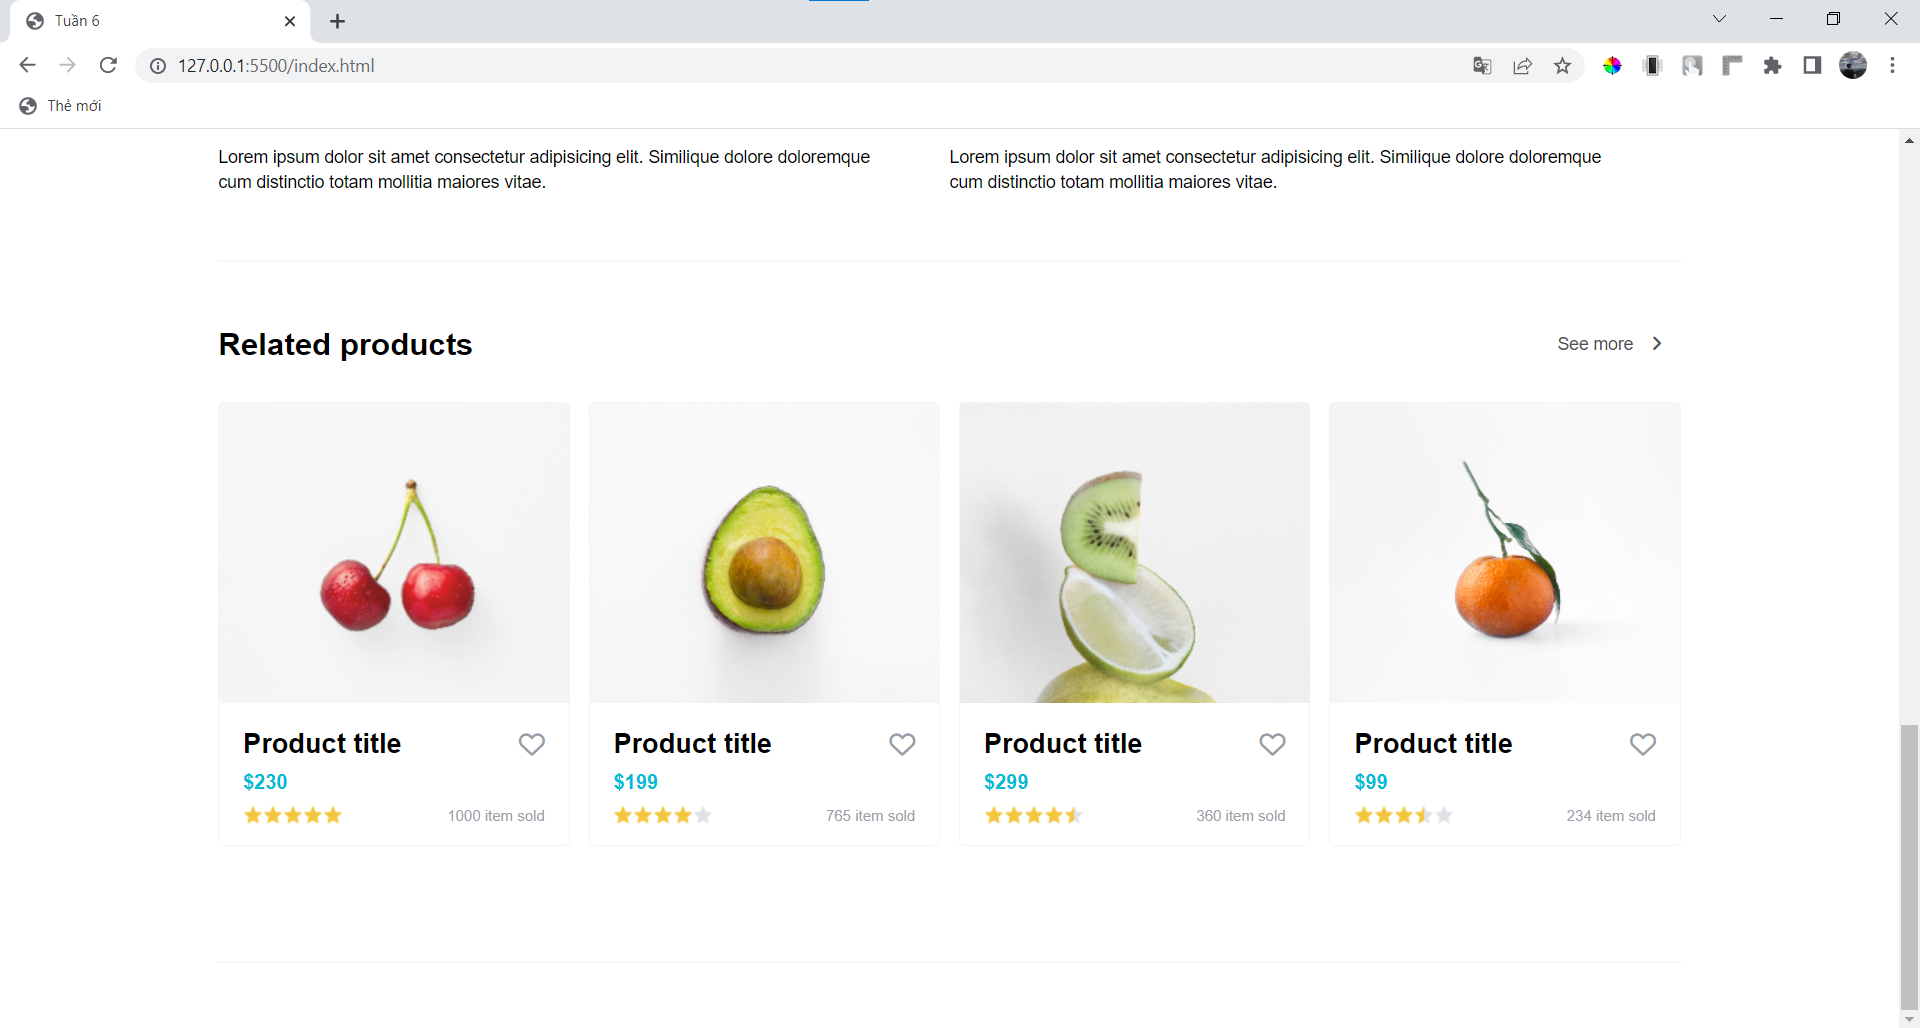 Tuần 6
127.0.0.1:5500/index.html
Thẻ mới
Lorem ipsum dolor sit amet consectetur adipisicing elit. Similique dolore doloremque
cum distinctio totam mollitia maiores vitae.
Lorem ipsum dolor sit amet consectetur adipisicing elit. Similique dolore doloremque
cum distinctio totam mollitia maiores vitae.
Related products
See more
Product title
$230
1000 item sold
Product title
$199
765 item sold
Product title
$299
360 item sold
Product title
$99
234 item sold